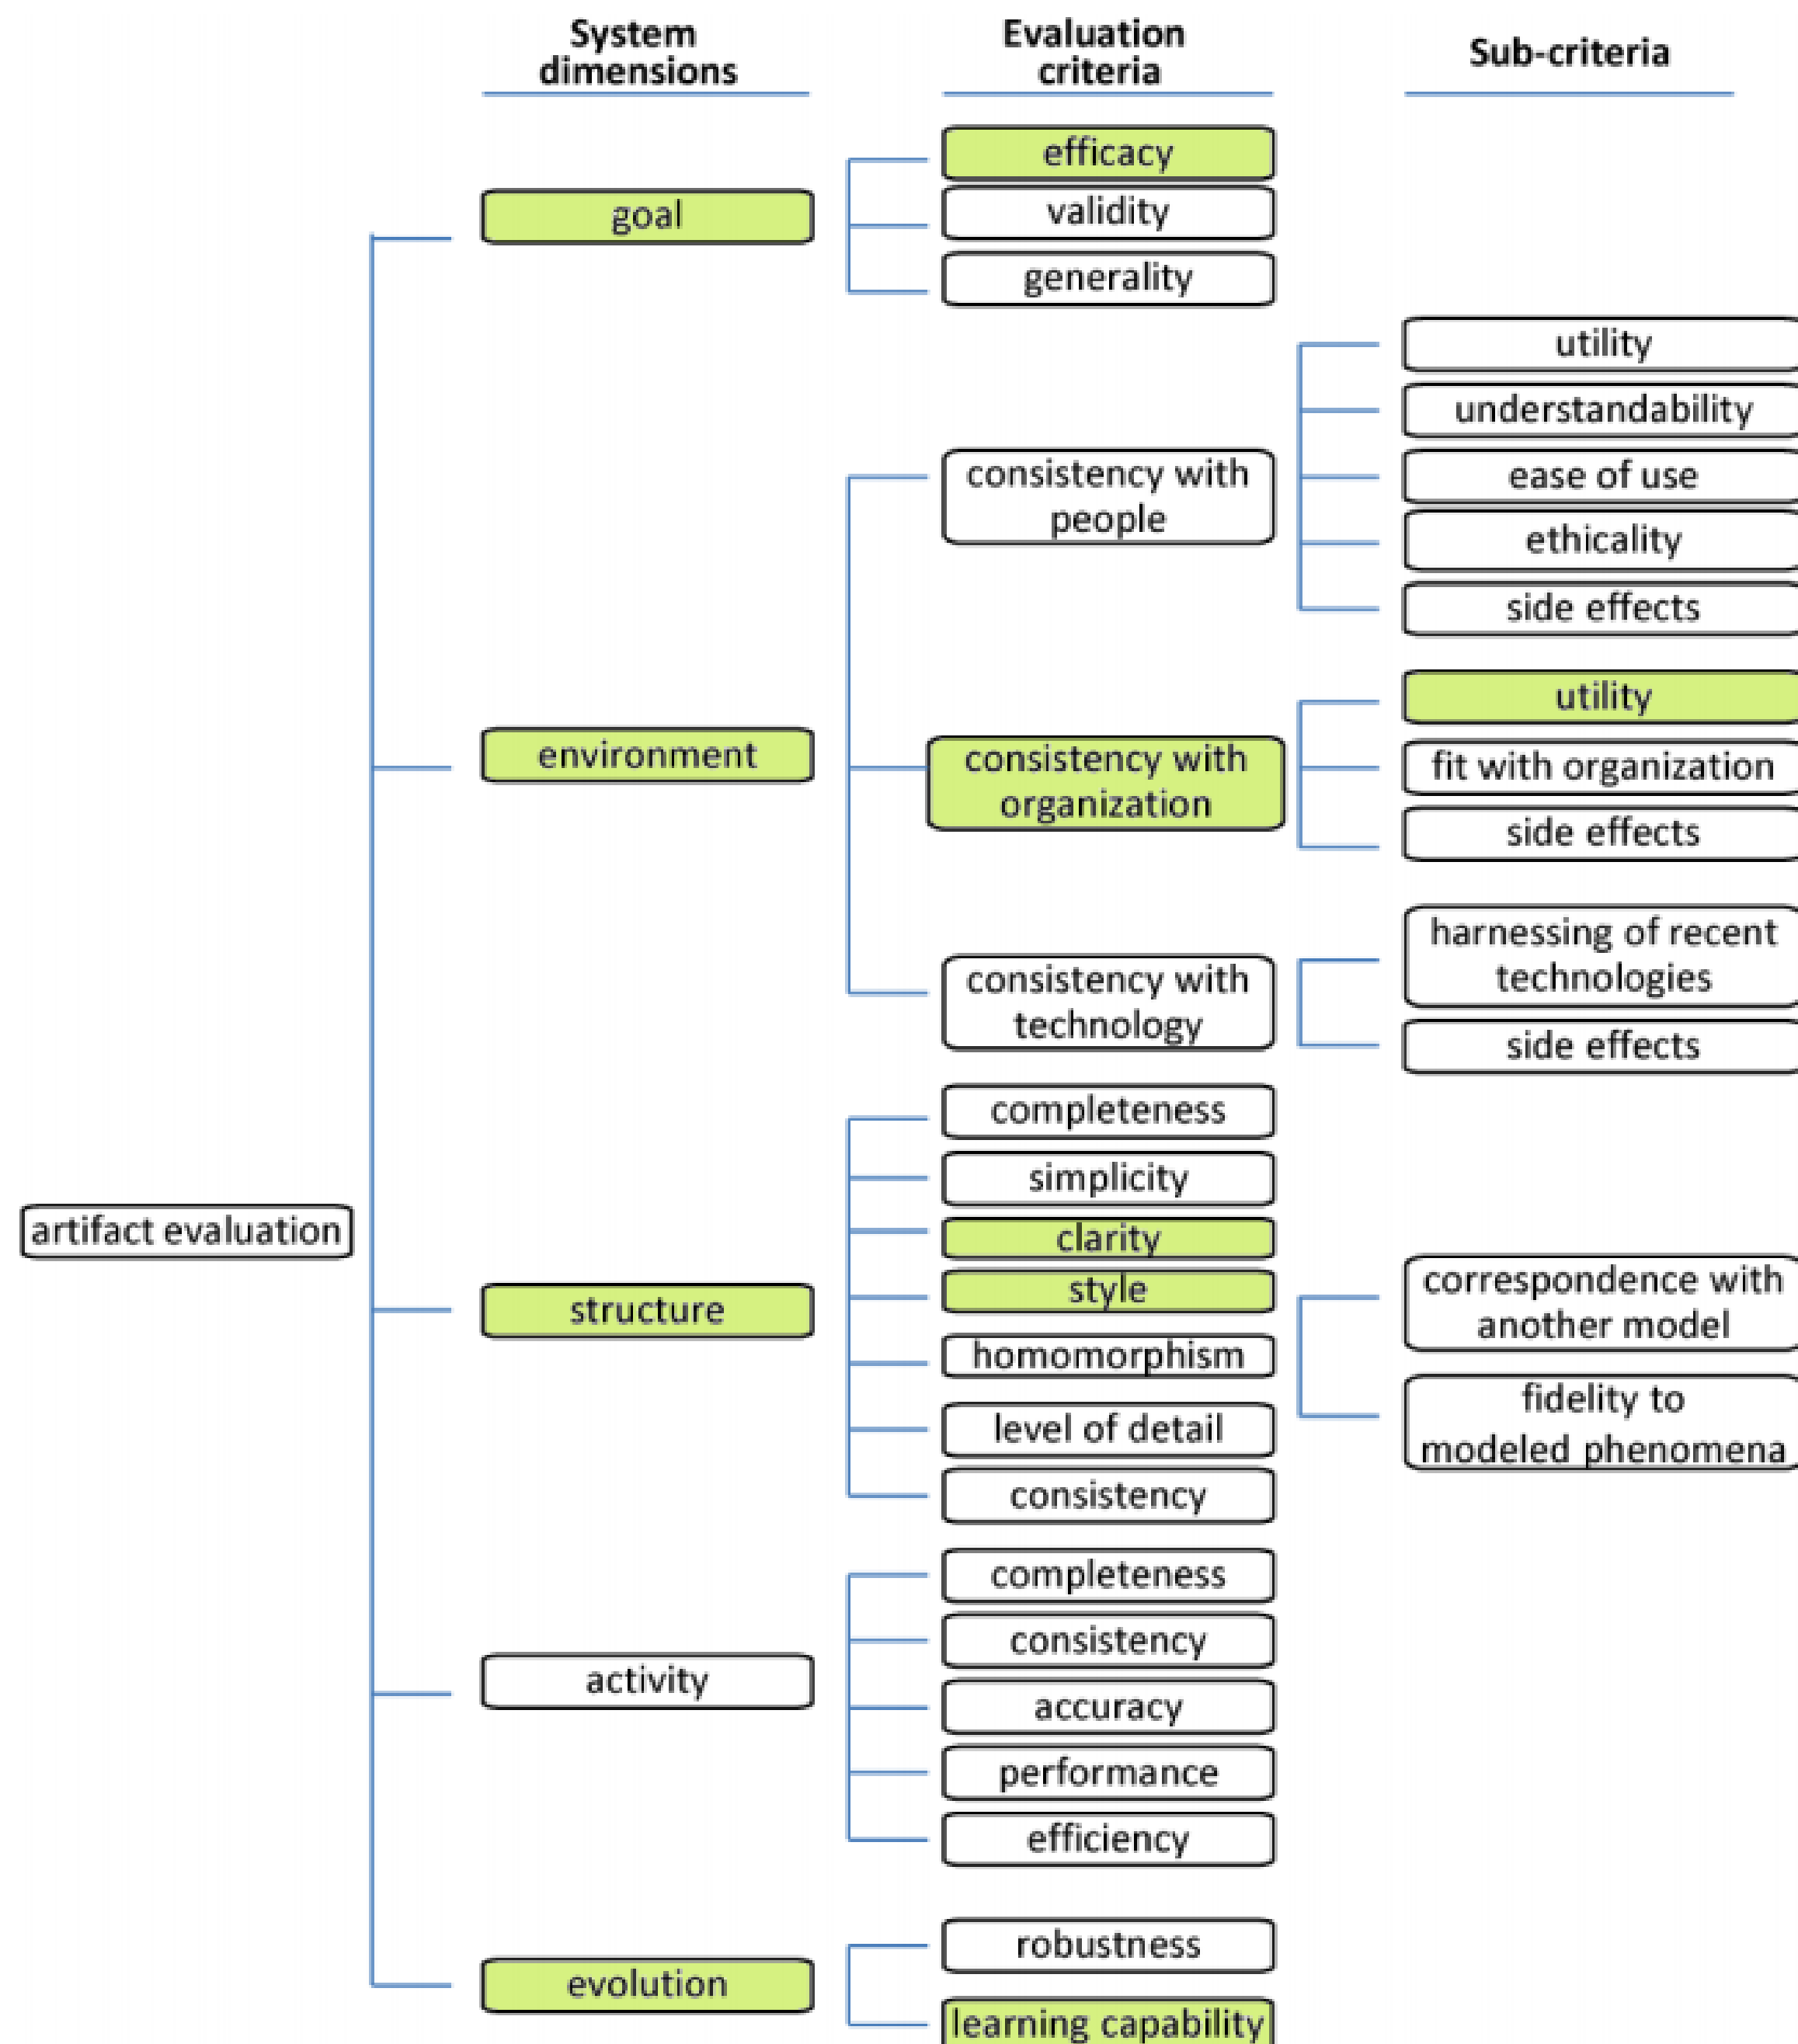 System
dimensions
Evaluation
criteria
Sub-criteria
efficacy
goal
validity
generality
utility
understandability
consistency with
people
ease of use
ethicality
side effects
utility
environment
consistency with
organization
fit with organization
side effects
harnessing of recent
technologies
consistency with
technology
side effects
completeness
simplicity
artifact evaluation
clarity
structure
style
correspondence with
another model
homomorphism
fidelity to
modeled phenomena
level of detail
consistency
completeness
consistency
activity
accuracy
performance
efficiency
robustness
evolution
learning capability